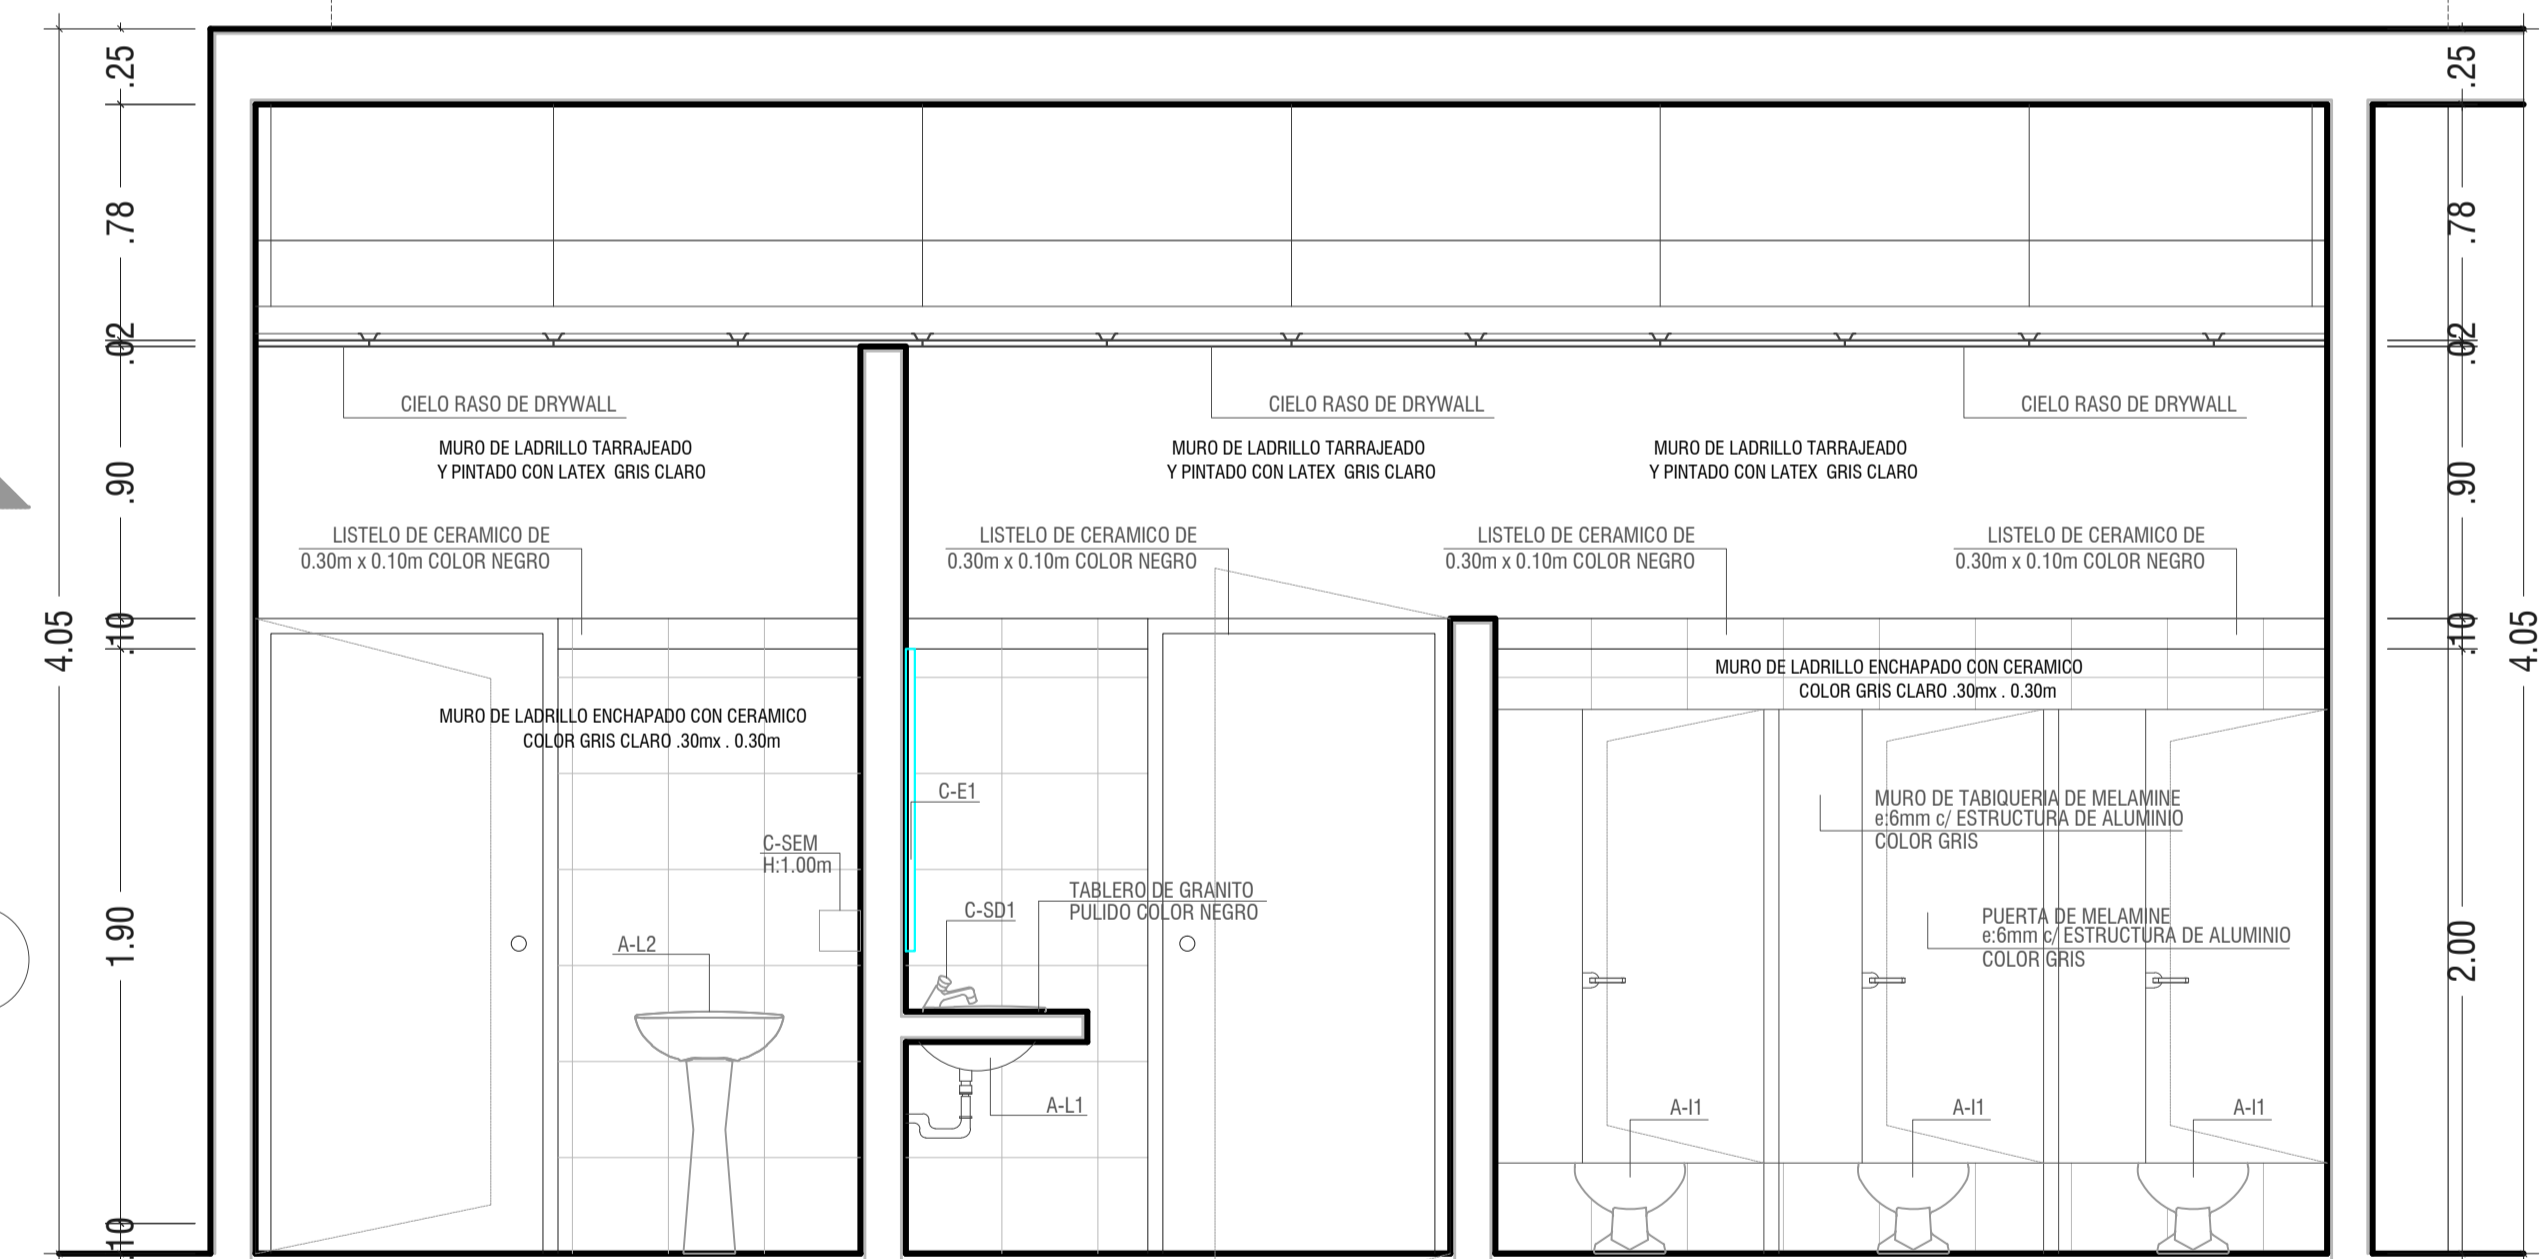 .25
.25
.78
.78
.02
.02
CIELO RASO DE DRYWALL
CIELO RASO DE DRYWALL
CIELO RASO DE DRYWALL
MURO DE LADRILLO TARRAJEADO
Y PINTADO CON LATEX GRIS CLARO
MURO DE LADRILLO TARRAJEADO
Y PINTADO CON LATEX GRIS CLARO
MURO DE LADRILLO TARRAJEADO
Y PINTADO CON LATEX GRIS CLARO
.90
.90
LISTELO DE CERAMICO DE
0.30m x 0.10m COLOR NEGRO
LISTELO DE CERAMICO DE
0.30m x 0.10m COLOR NEGRO
LISTELO DE CERAMICO DE
0.30m x 0.10m COLOR NEGRO
LISTELO DE CERAMICO DE
0.30m x 0.10m COLOR NEGRO
4.05
.10
.10
4.05
MURO DE LADRILLO ENCHAPADO CON CERAMICO
COLOR GRIS CLARO .30mx . 0.30m
MURO DE LADRILLO ENCHAPADO CON CERAMICO
COLOR GRIS CLARO .30mx . 0.30m
C-E1
MURO DE TABIQUERIA DE MELAMINE
e:6mm c/ ESTRUCTURA DE ALUMINIO
COLOR GRIS
C-SEM
H:1.00m
TABLERO DE GRANITO
PULIDO COLOR NEGRO
C-SD1
PUERTA DE MELAMINE
e:6mm c/ ESTRUCTURA DE ALUMINIO
COLOR GRIS
1.90
A-L2
2.00
A-L1
A-I1
A-I1
A-I1
.10